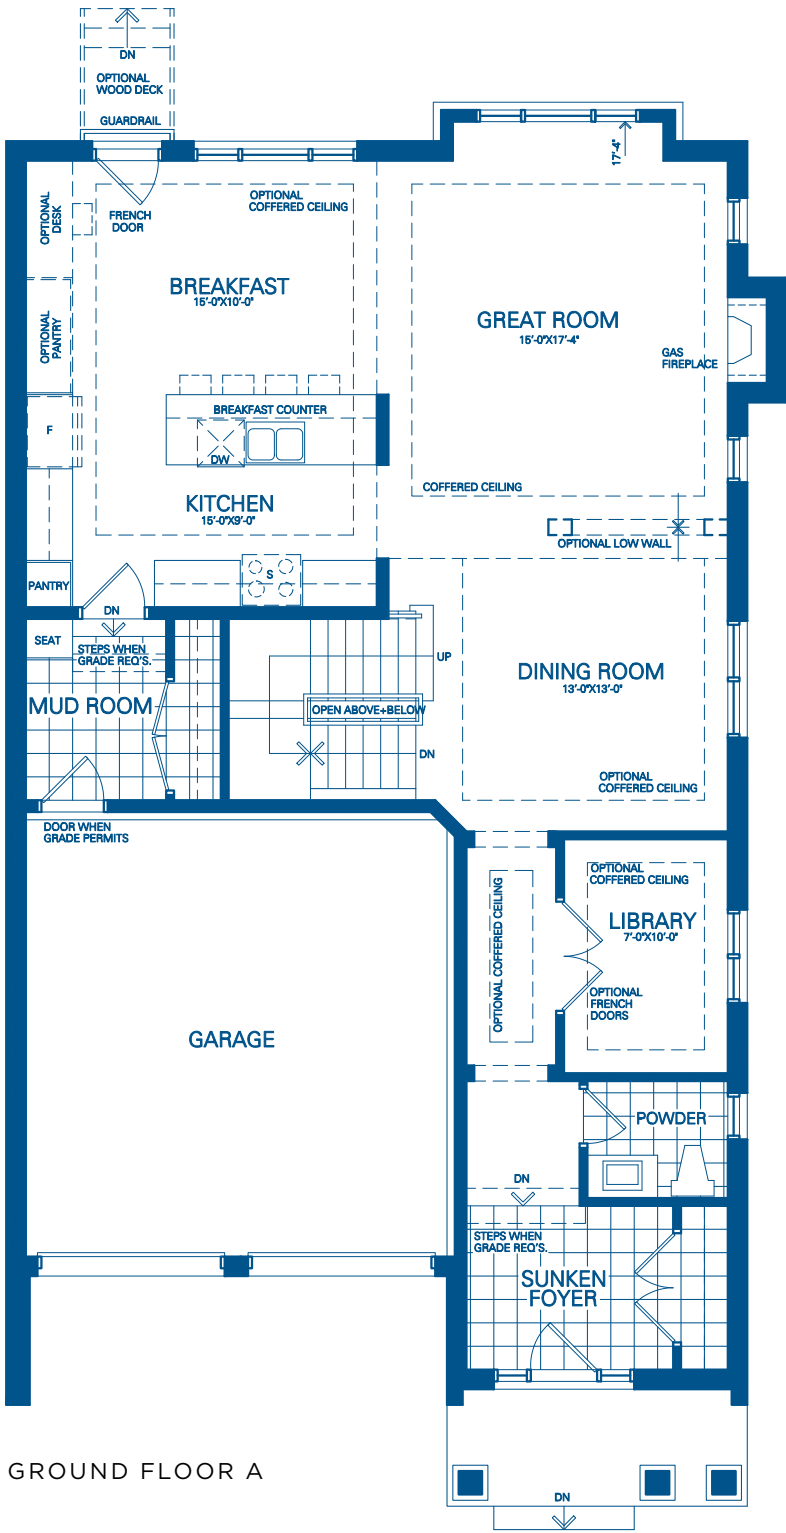 DN
OPTIONAL
WOOD DECK
GUARDRAIL
17'-4"
OPTIONAL
DESK
FRENCH
DOOR
OPTIONAL
COFFERED CEILING
BREAKFAST
15'-0"X10'-0"
GREAT ROOM
15'-0"X17'-4"
OPTIONAL
PANTRY
GAS
FIREPLACE
BREAKFAST COUNTER
F
DW
KITCHEN
15'-0"X9'-0"
COFFERED CEILING
OPTIONAL LOW WALL
S
PANTRY
DN
SEAT
STEPS WHEN
GRADE REQ'S.
UP
MUD ROOM
OPEN ABOVE+BELOW
DN
DINING ROOM
13'-0"X13'-0"
OPTIONAL
COFFERED CEILING
DOOR WHEN
GRADE PERMITS
OPTIONAL COFFERED CEILING
OPTIONAL
COFFERED CEILING
LIBRARY
7'-0"X10'-0"
OPTIONAL
FRENCH
DOORS
GARAGE
POWDER
DN
STEPS WHEN
GRADE REQ'S.
SUNKEN
FOYER
GROUND FLOOR A
DN